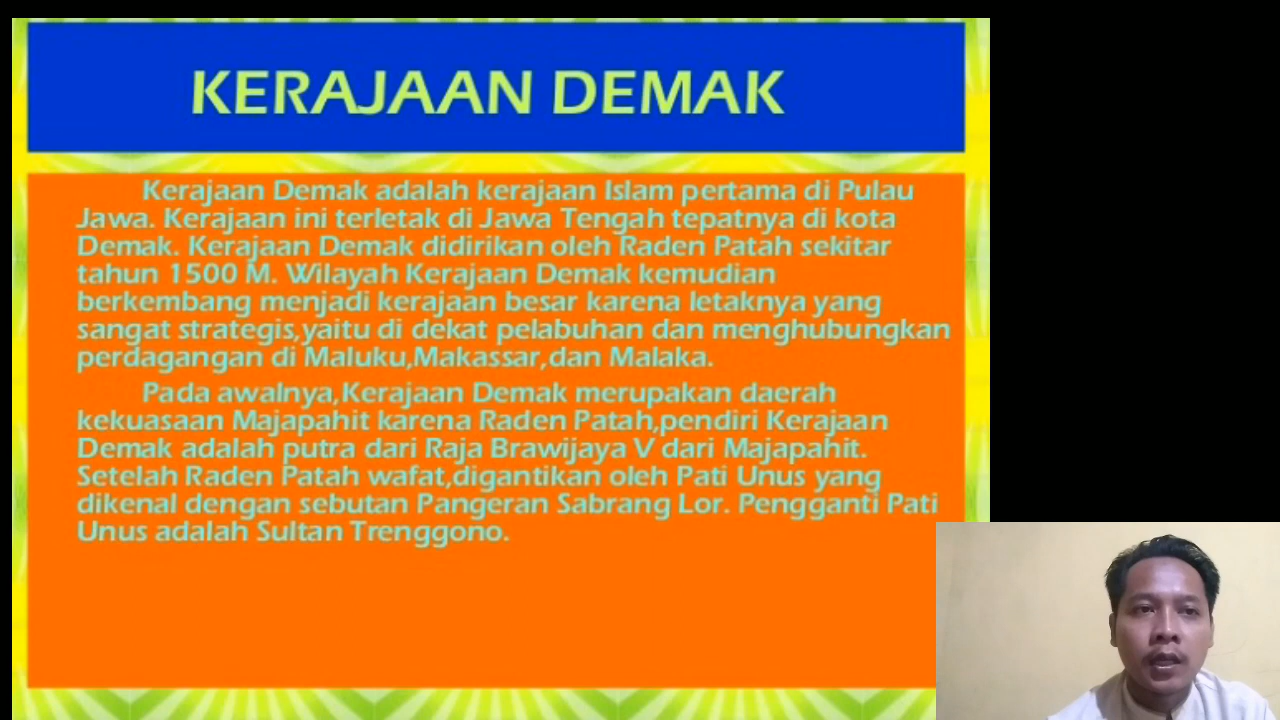 KERAJAAN DEMAK
Kerajaan Demak adalah kerajaan Islam pertama di Pulau
Jawa. Kerajaan ini terletak di Jawa Tengah tepatnya di kota
Demak. Kerajaan Demak didirikan oleh Raden Patah sekitar
tahun 1500 M. Wilayah Kerajaan Demak kemudian
berkembang menjadi kerajaan besar karena letaknya yang
sangat strategis,yaitu di dekat pelabuhan dan menghubungkan
perdagangan di Maluku,Makassar,dan Malaka.
Pada awalnya,Kerajaan Demak merupakan daerah
kekuasaan Majapahit karena Raden Patah,pendiri Kerajaan
Demak adalah putra dari Raja Brawijaya V dari Majapahit.
Setelah Raden Patah wafat,digantikan oleh Pati Unus yang
dikenal dengan sebutan Pangeran Sabrang Lor. Pengganti Pati
Unus adalah Sultan Trenggono.